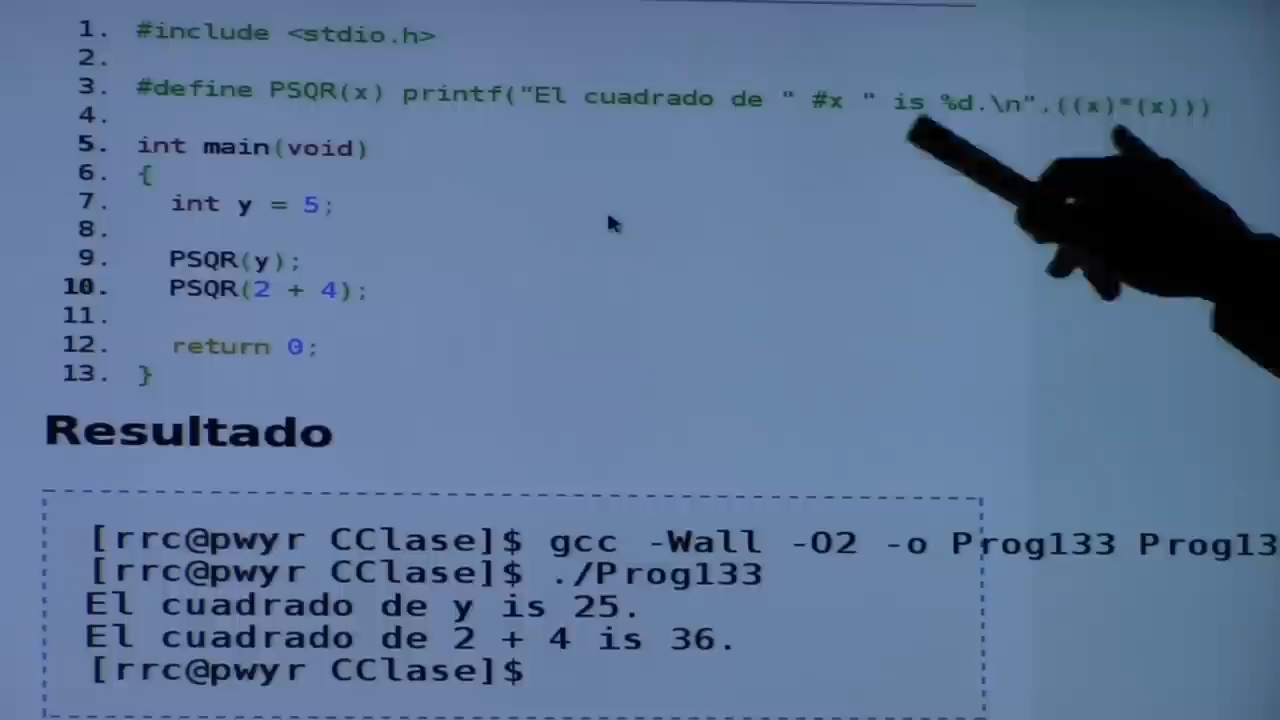 1. #include <stdio.h>
2.
3. #define PSQR(x) printf("El cuadrado de " #x " is %d.\n",((x)*(x)))
4.
5. int main(void)
6. {
7. int y = 5;
8.
9. PSQR(y);
10. PSQR(2 + 4);
11.
12. return 0;
13. }
Resultado
[rrc@pwyr CClase]$ gcc -Wall -O2 -o Prog133 Prog13
[rrc@pwyr CClase]$ ./Prog133
El cuadrado de y is 25.
El cuadrado de 2 + 4 is 36.
[rrc@pwyr CClase]$